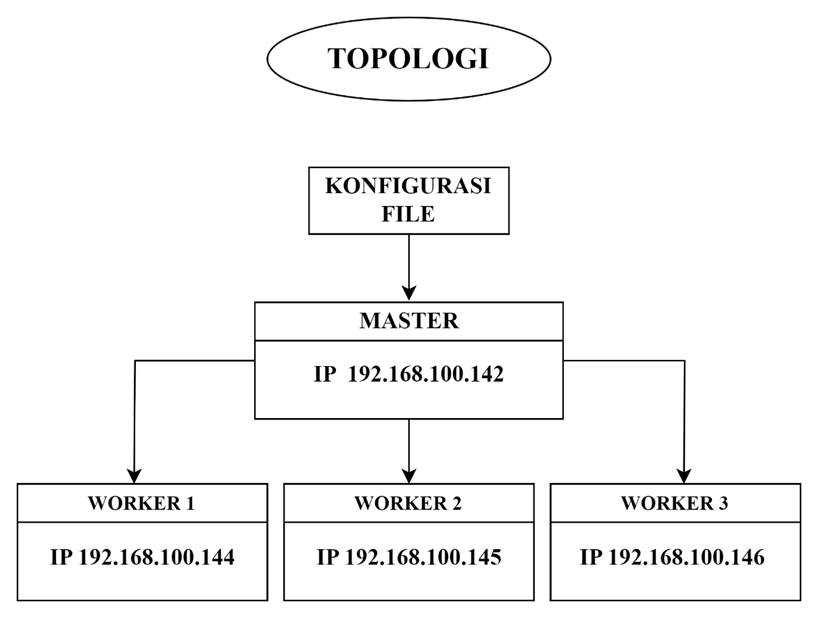 TOPOLOGI
KONFIGURASI
FILE
MASTER
IP 192.168.100.142
WORKER 1
IP 192.168.100.144
WORKER 2
IP 192.168.100.145
WORKER 3
IP 192.168.100.146